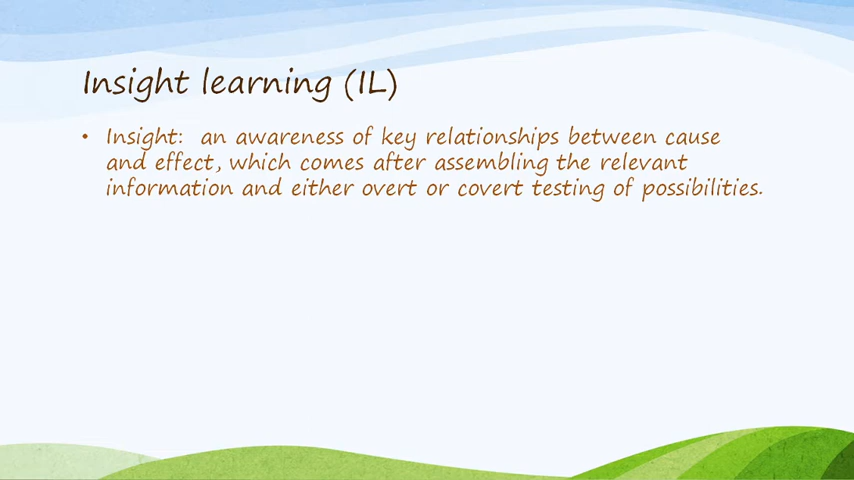 Insight learning (IL)
• Insight:  an awareness of key relationships between cause
and effect, which comes after assembling the relevant
information and either overt or covert testing of possibilities.